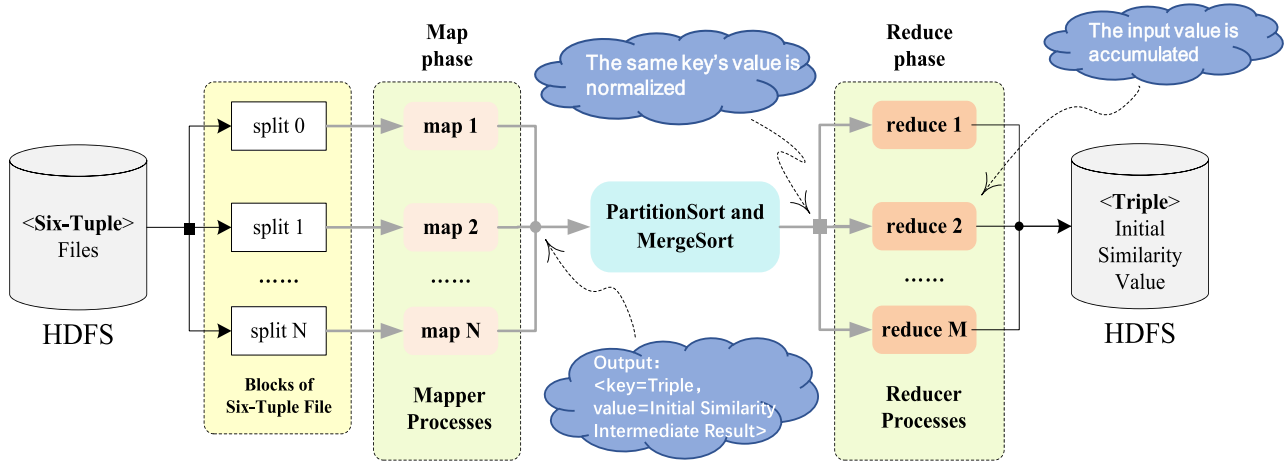 <Six-Tuple>
Files
HDFS
split 0
split 1
......
split N
Blocks of
Six-Tuple File
Map
phase
map 1
map 2
......
map N
Mapper
Processes
The same key's value is
normalized
PartitionSort and
MergeSort
Output:
<key=Triple,
value=Initial Similarity
Intermediate Result>
Reduce
phase
reduce 1
reduce 2
......
reduce M
Reducer
Processes
The input value is
accumulated
<Triple>
Initial
Similarity
Value
HDFS